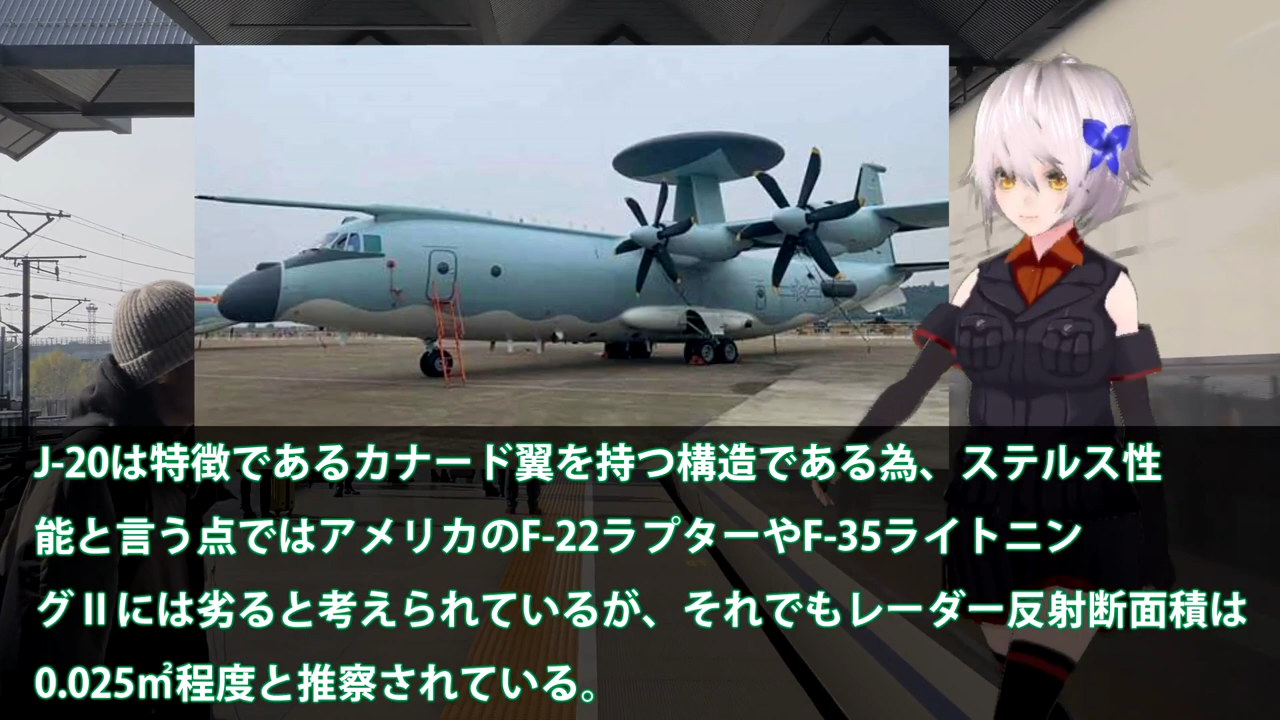 J-20は特徴であるカナード翼を持つ構造である為、ステルス性
能と言う点ではアメリカのF-22ラプターやF-35ライトニン
グⅡには劣ると考えられているが、それでもレーダー反射断面積は
0.025㎡程度と推察されている。